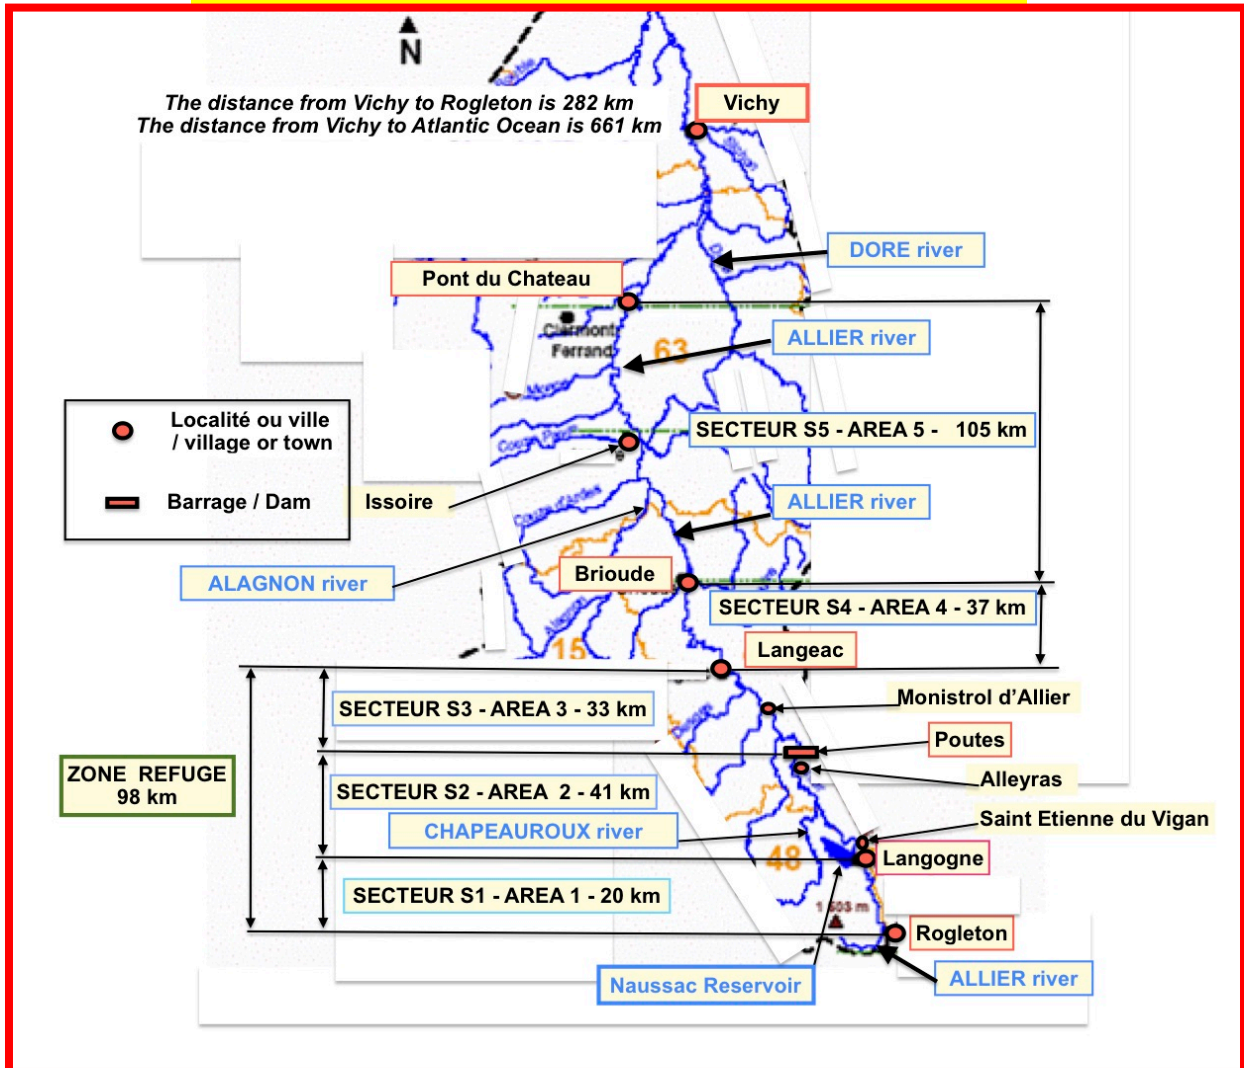 N
The distance from Vichy to Rogleton is 282 km
The distance from Vichy to Atlantic Ocean is 661 km
Vichy
DORE river
Pont du Chateau
Clermont
Ferrand
63
ALLIER river
Localité ou ville
/ village or town
Barrage / Dam
SECTEUR S5 - AREA 5 - 105 km
Issoire
Couze d'Ardes
ALLIER river
ALAGNON river
Brioude
SECTEUR S4 - AREA 4 - 37 km
Alagnon
15
Langeac
SECTEUR S3 - AREA 3 - 33 km
Monistrol d'Allier
Poutes
ZONE REFUGE
98 km
Alleyras
SECTEUR S2 - AREA 2 - 41 km
Saint Etienne du Vigan
CHAPEAUROUX river
48
Langogne
SECTEUR S1 - AREA 1 - 20 km
Rogleton
Naussac Reservoir
ALLIER river